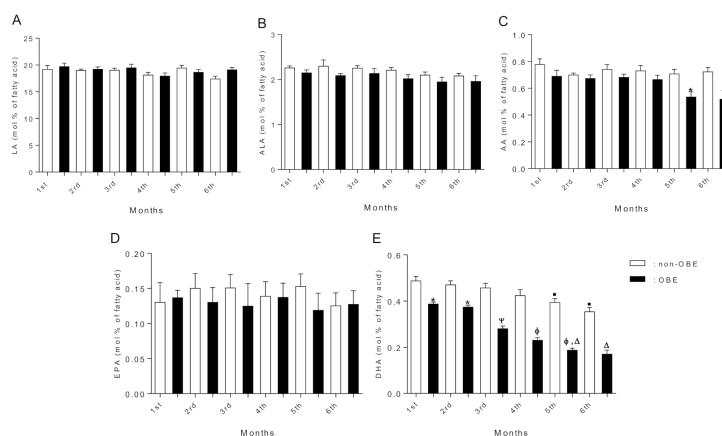 A
LA (mol % of fatty acid)
25
20
15
10
5
0
1st 2rd 3rd 4th 5th 6th
Months
B
ALA (mol % of fatty acid)
3
2
1
0
1st 2rd 3rd 4th 5th 6th
Months
C
AA (mol % of fatty acid)
1.0
0.8
0.6
0.4
0.2
0.0
*
1st 2nd 3rd 4th 5th 6th
Months
D
EPA (mol % of fatty acid)
0.20
0.15
0.10
0.05
0.00
1st 2rd 3rd 4th 5th 6th
Months
E
DHA (mol % of fatty acid)
0.6
0.4
0.2
0.0
* * Ψ ϕ ■ ϕ,Δ ■ Δ
1st 2nd 3rd 4th 5th 6th
Months
: non-OBE
: OBE